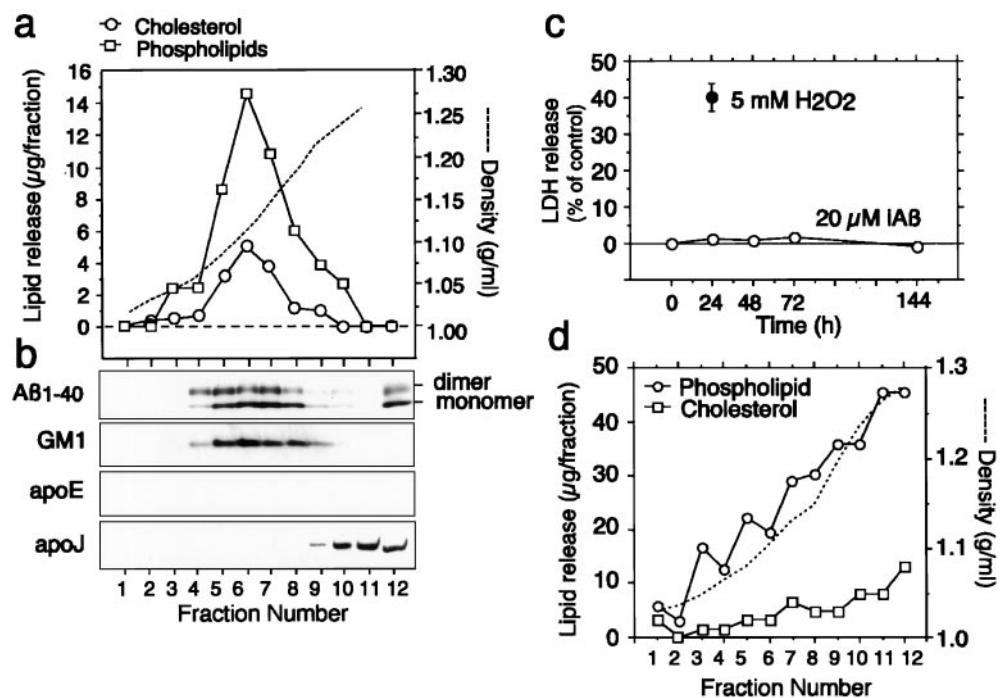 a
Cholesterol
Phospholipids
Lipid release(µg/fraction)
16
14
12
10
8
6
4
2
0
1.30
1.25
1.20
1.15
1.10
1.05
1.00
Density (g/ml)
b
Aβ1-40
dimer
monomer
GM1
apoE
apoJ
1 2 3 4 5 6 7 8 9 10 11 12
Fraction Number
c
LDH release
(% of control)
50
40
30
20
10
0
5 mM H2O2
20 µM iAβ
0 24 48 72 144
Time (h)
d
Phospholipid
Cholesterol
Lipid release (µg/fraction)
50
40
30
20
10
0
1.3
1.2
1.1
1.0
Density (g/ml)
1 2 3 4 5 6 7 8 9 10 11 12
Fraction Number